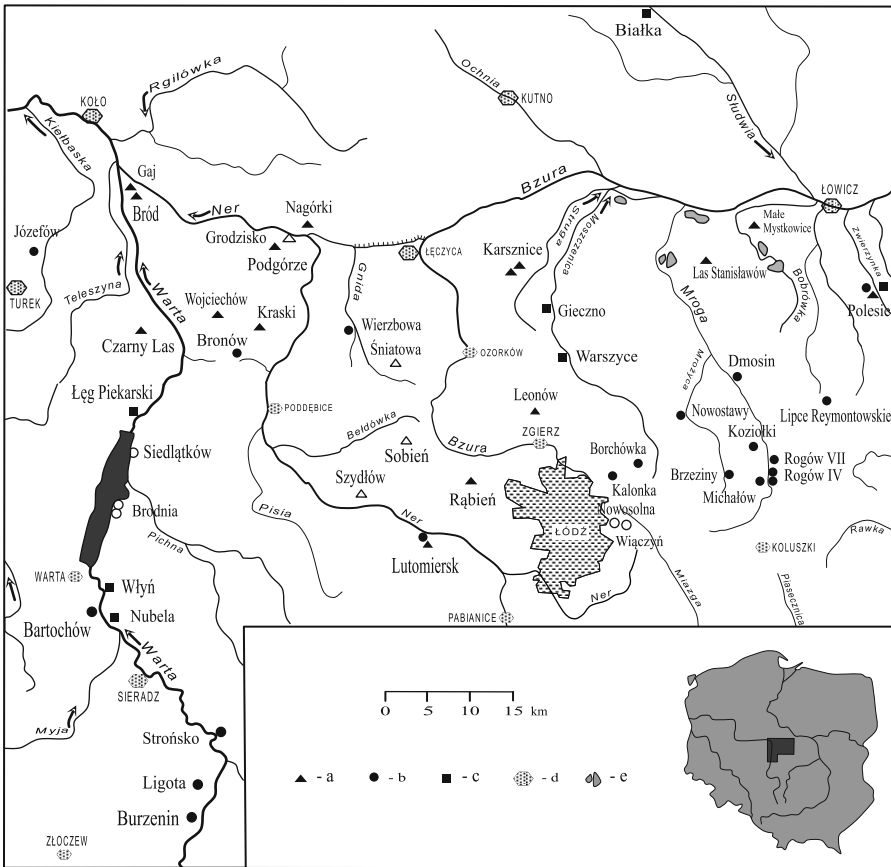 Białka
Rgilówka
Ochnia
KOŁO
KUTNO
Kiełbaska
Słudwia
Gaj
Bzura
Bród
Ner
Nagórki
ŁOWICZ
Struga
Moszczenica
Małe
Mystkowice
Józefów
Grodzisko
Podgórze
ŁĘCZYCA
Karsznice
Zwierzynka
Las Stanisławów
Bobrówka
TUREK
Teleszyna
Warta
Gnida
Wojciechów
Kraski
Mroga
Polesie
Gieczno
Czarny Las
Bronów
Wierzbowa
Śniatowa
OZORKÓW
Warszyce
Mrożyca
Dmosin
Łęg Piekarski
PODDĘBICE
Leonów
Nowostawy
Lipce Reymontowskie
Bełdówka
Bzura
ZGIERZ
Siedlątków
Sobień
Borchówka
Koziołki
Rogów VII
Rogów IV
Szydłów
Rąbień
Kalonka
Brzeziny
Michałów
Brodnia
Pisia
Ner
Nowosolna
ŁÓDŹ
Wiączyń
Rawka
Pichna
Lutomiersk
KOLUSZKI
WARTA
Włyń
Miazga
Piasecznica
Bartochów
Nubela
PABIANICE
Ner
Warta
SIERADZ
Myja
Strońsko
0 5 10 15 km
Ligota
- a - b - c - d - e
Burzenin
ZŁOCZEW